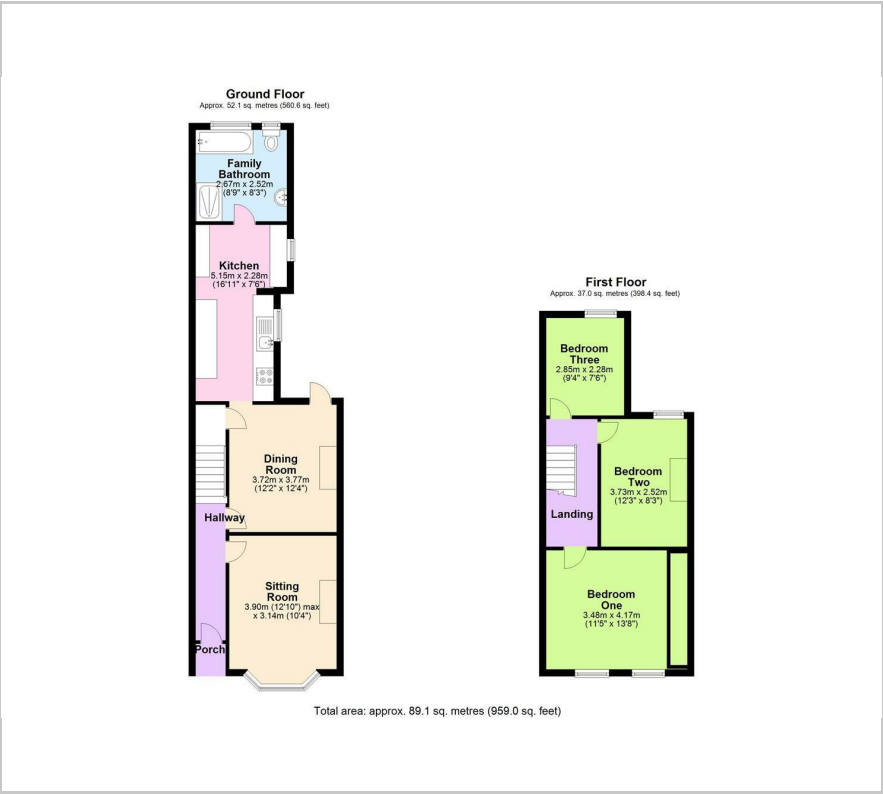 Ground Floor
Approx. 52.1 sq. metres (560.6 sq. feet)
Family
Bathroom
2.67m x 2.52m
(8'9" x 8'3")
Kitchen
5.15m x 2.28m
(16'11" x 7'6")
Dining
Room
3.72m x 3.77m
(12'2" x 12'4")
Hallway
Sitting
Room
3.90m (12'10") max
x 3.14m (10'4")
Porch
First Floor
Approx. 37.0 sq. metres (398.4 sq. feet)
Bedroom
Three
2.85m x 2.28m
(9'4" x 7'6")
Bedroom
Two
3.73m x 2.52m
(12'3" x 8'3")
Landing
Bedroom
One
3.48m x 4.17m
(11'5" x 13'8")
Total area: approx. 89.1 sq. metres (959.0 sq. feet)